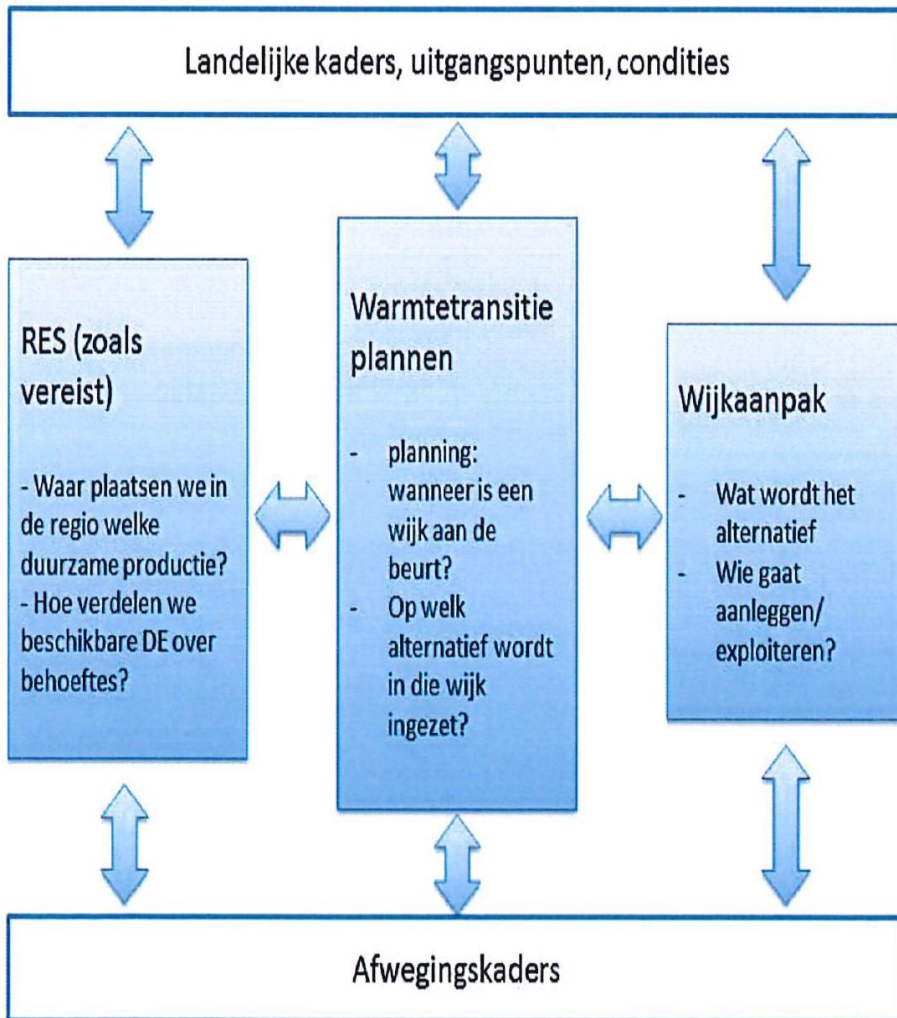 Landelijke kaders, uitgangspunten, condities
RES (zoals
vereist)
- Waar plaatsen we in
de regio welke
duurzame productie?
- Hoe verdelen we
beschikbare DE over
behoeftes?
Warmtetransitie
plannen
- planning:
wanneer is een
wijk aan de
beurt?
- Op welk
alternatief wordt
in die wijk
ingezet?
Wijkaanpak
- Wat wordt het
alternatief
- Wie gaat
aanleggen/
exploiteren?
Afwegingskaders